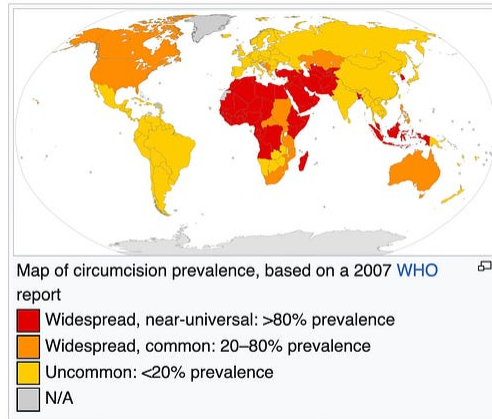 Map of circumcision prevalence, based on a 2007 WHO
report
Widespread, near-universal: >80% prevalence
Widespread, common: 20–80% prevalence
Uncommon: <20% prevalence
N/A